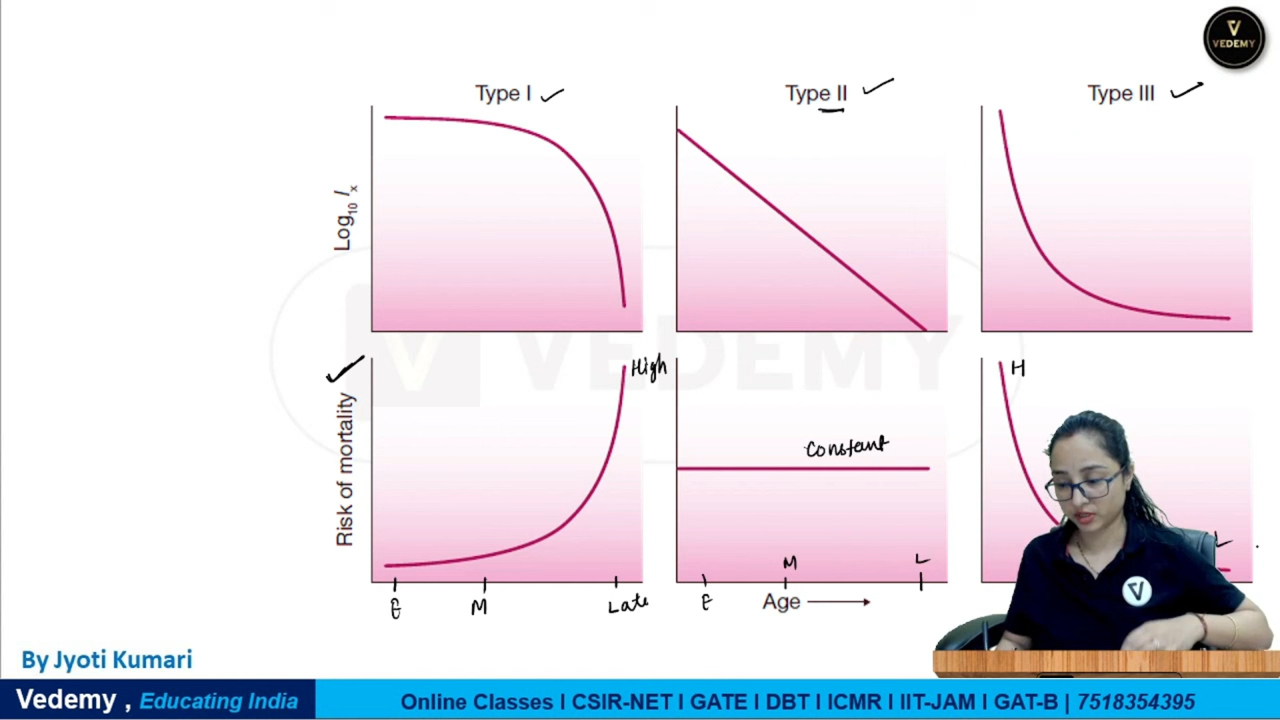 VEDEMY
Type I
Type II
Type III
Log10 lx
VEDEMY
High
H
Risk of mortality
Constant
L
M
L
E
M
Late
E
Age
By Jyoti Kumari
Vedemy , Educating India
Online Classes I CSIR-NET I GATE I DBT I ICMR I IIT-JAM I GAT-B | 7518354395